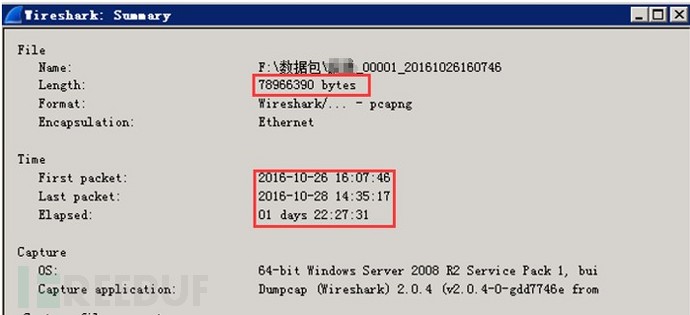 Wireshark: Summary
File
Name: F:\数据包\ _00001_20161026160746
Length: 78966390 bytes
Format: Wireshark/... - pcapng
Encapsulation: Ethernet
Time
First packet: 2016-10-26 16:07:46
Last packet: 2016-10-28 14:35:17
Elapsed: 01 days 22:27:31
Capture
OS: 64-bit Windows Server 2008 R2 Service Pack 1, bui
Capture application: Dumpcap (Wireshark) 2.0.4 (v2.0.4-0-gdd7746e from
REEBUF